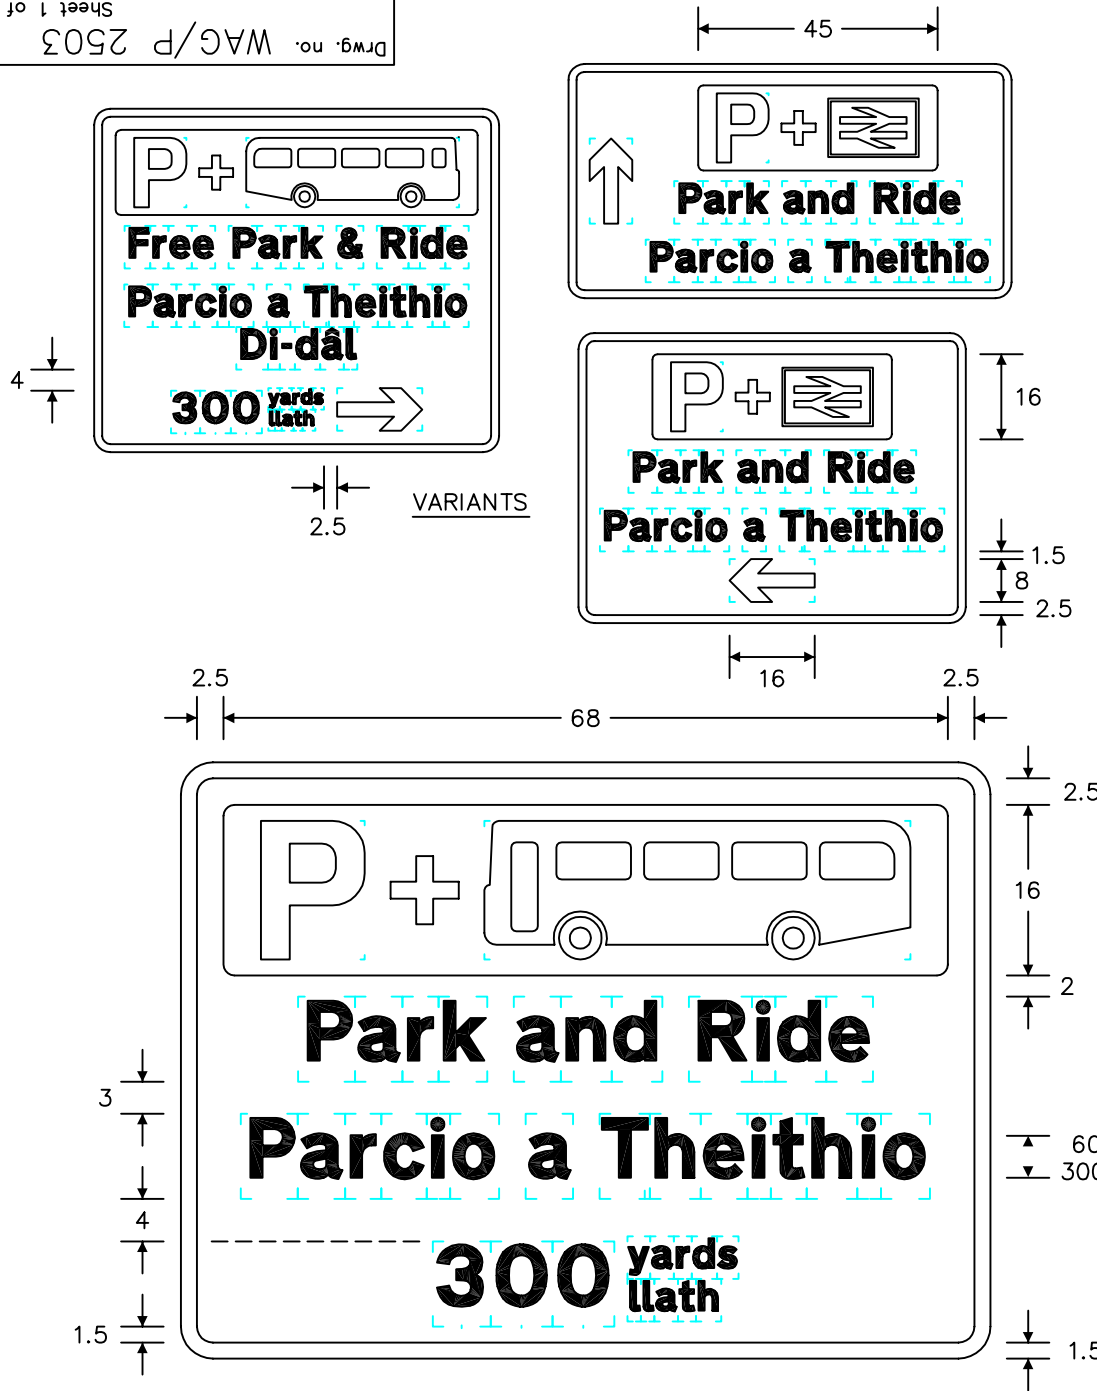 Sheet 1 of
Drwg. no. WAG/P 2503
45
P+
Free Park & Ride
Parcio a Theithio
Di-dâl
300 yards
llath
4
2.5
VARIANTS
P+
Park and Ride
Parcio a Theithio
P+
Park and Ride
Parcio a Theithio
16
1.5
8
2.5
16
2.5
68
2.5
P+
Park and Ride
Parcio a Theithio
300 yards
llath
2.5
16
2
3
60
300
4
1.5
1.5